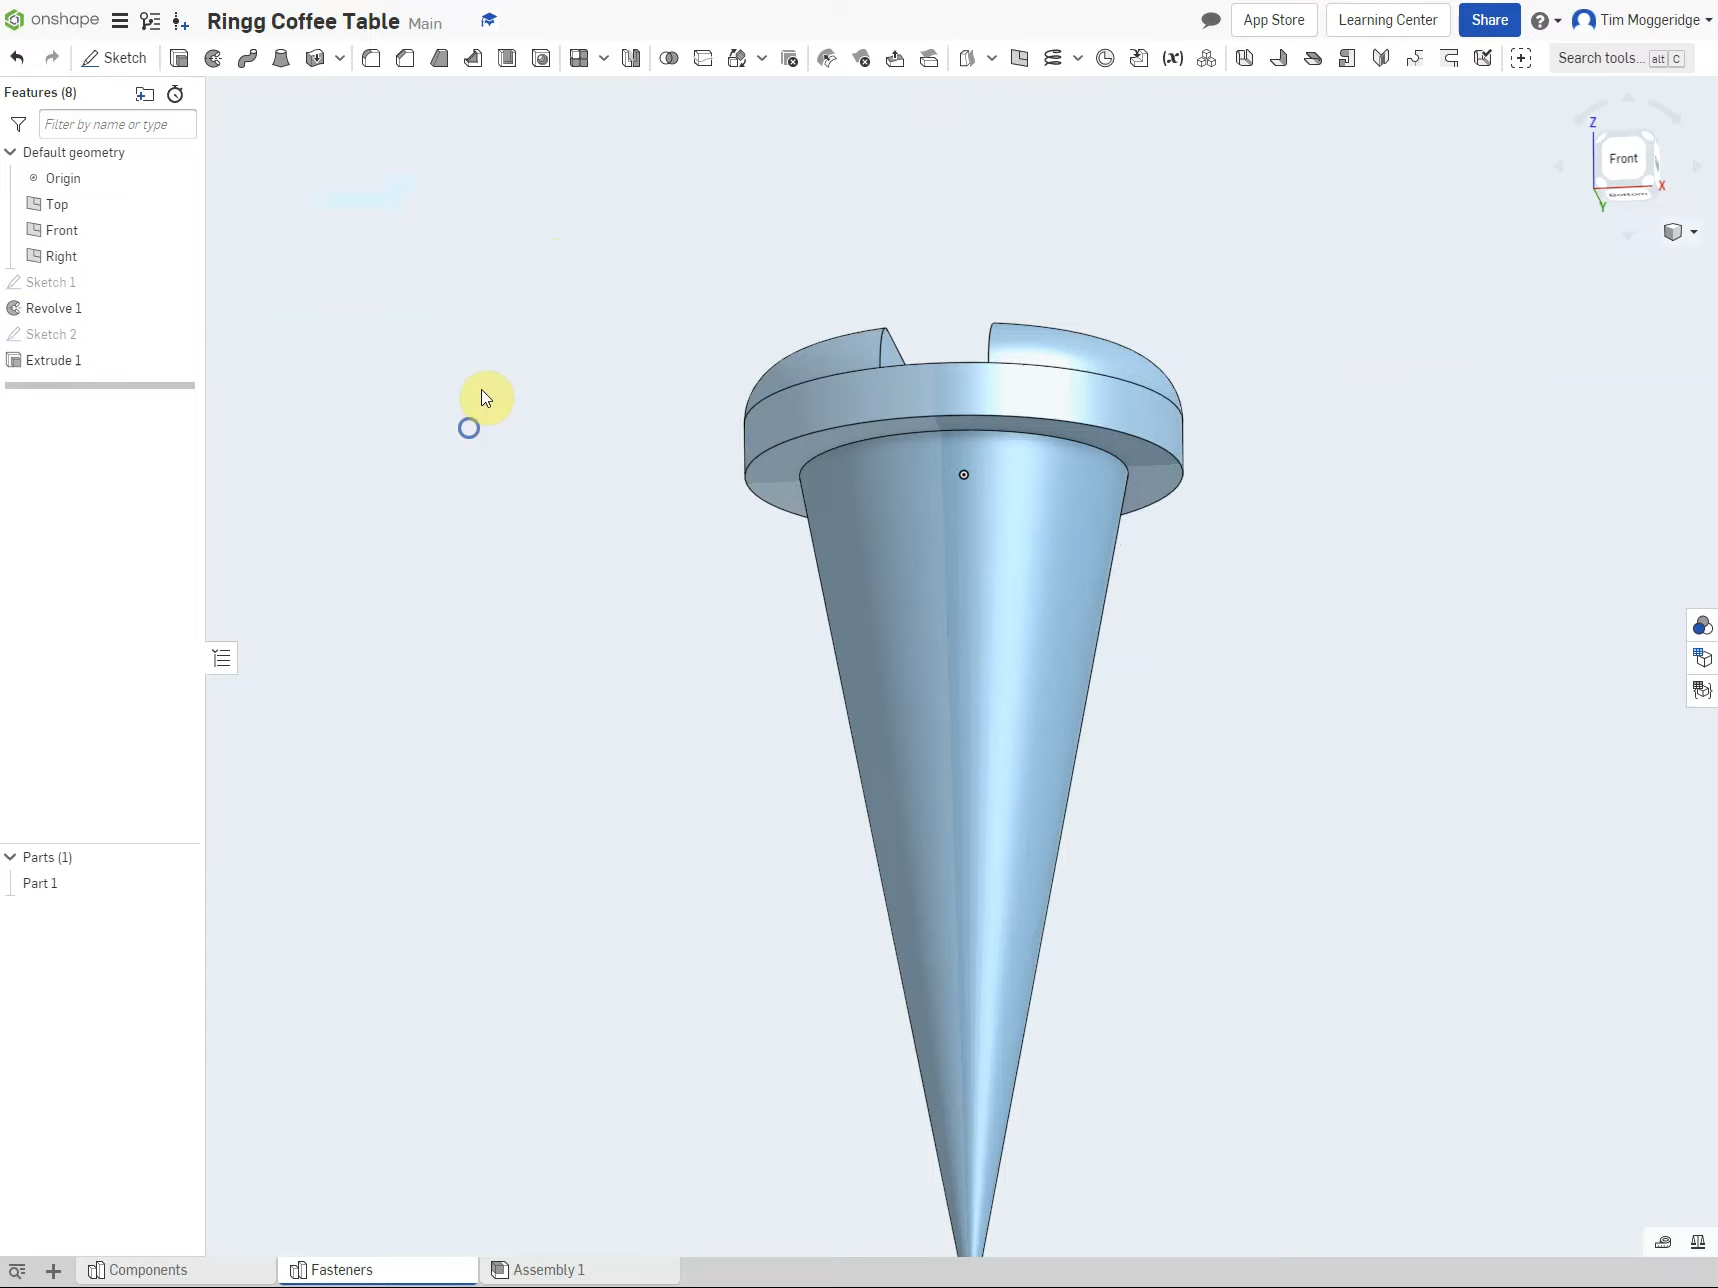 onshape Ringg Coffee Table Main App Store Learning Center Share Tim Moggeridge
Sketch (x) Search tools... alt C
Features (8)
Filter by name or type
Default geometry
Origin
Top
Front
Right
Sketch 1
Revolve 1
Sketch 2
Extrude 1
Z
Front
X
Bottom
Y
Parts (1)
Part 1
Components Fasteners Assembly 1